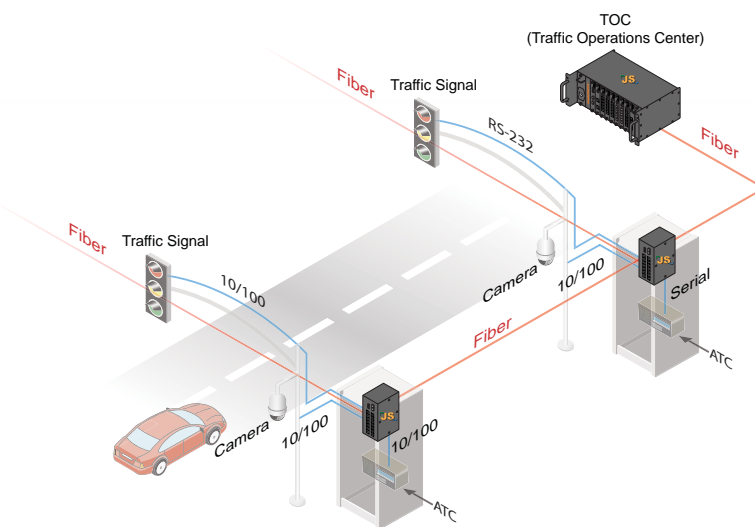 TOC
(Traffic Operations Center)
JS
Fiber
Traffic Signal
RS-232
Fiber
Fiber
Traffic Signal
10/100
Camera
10/100
JS
Serial
ATC
Fiber
Camera
10/100
JS
10/100
ATC